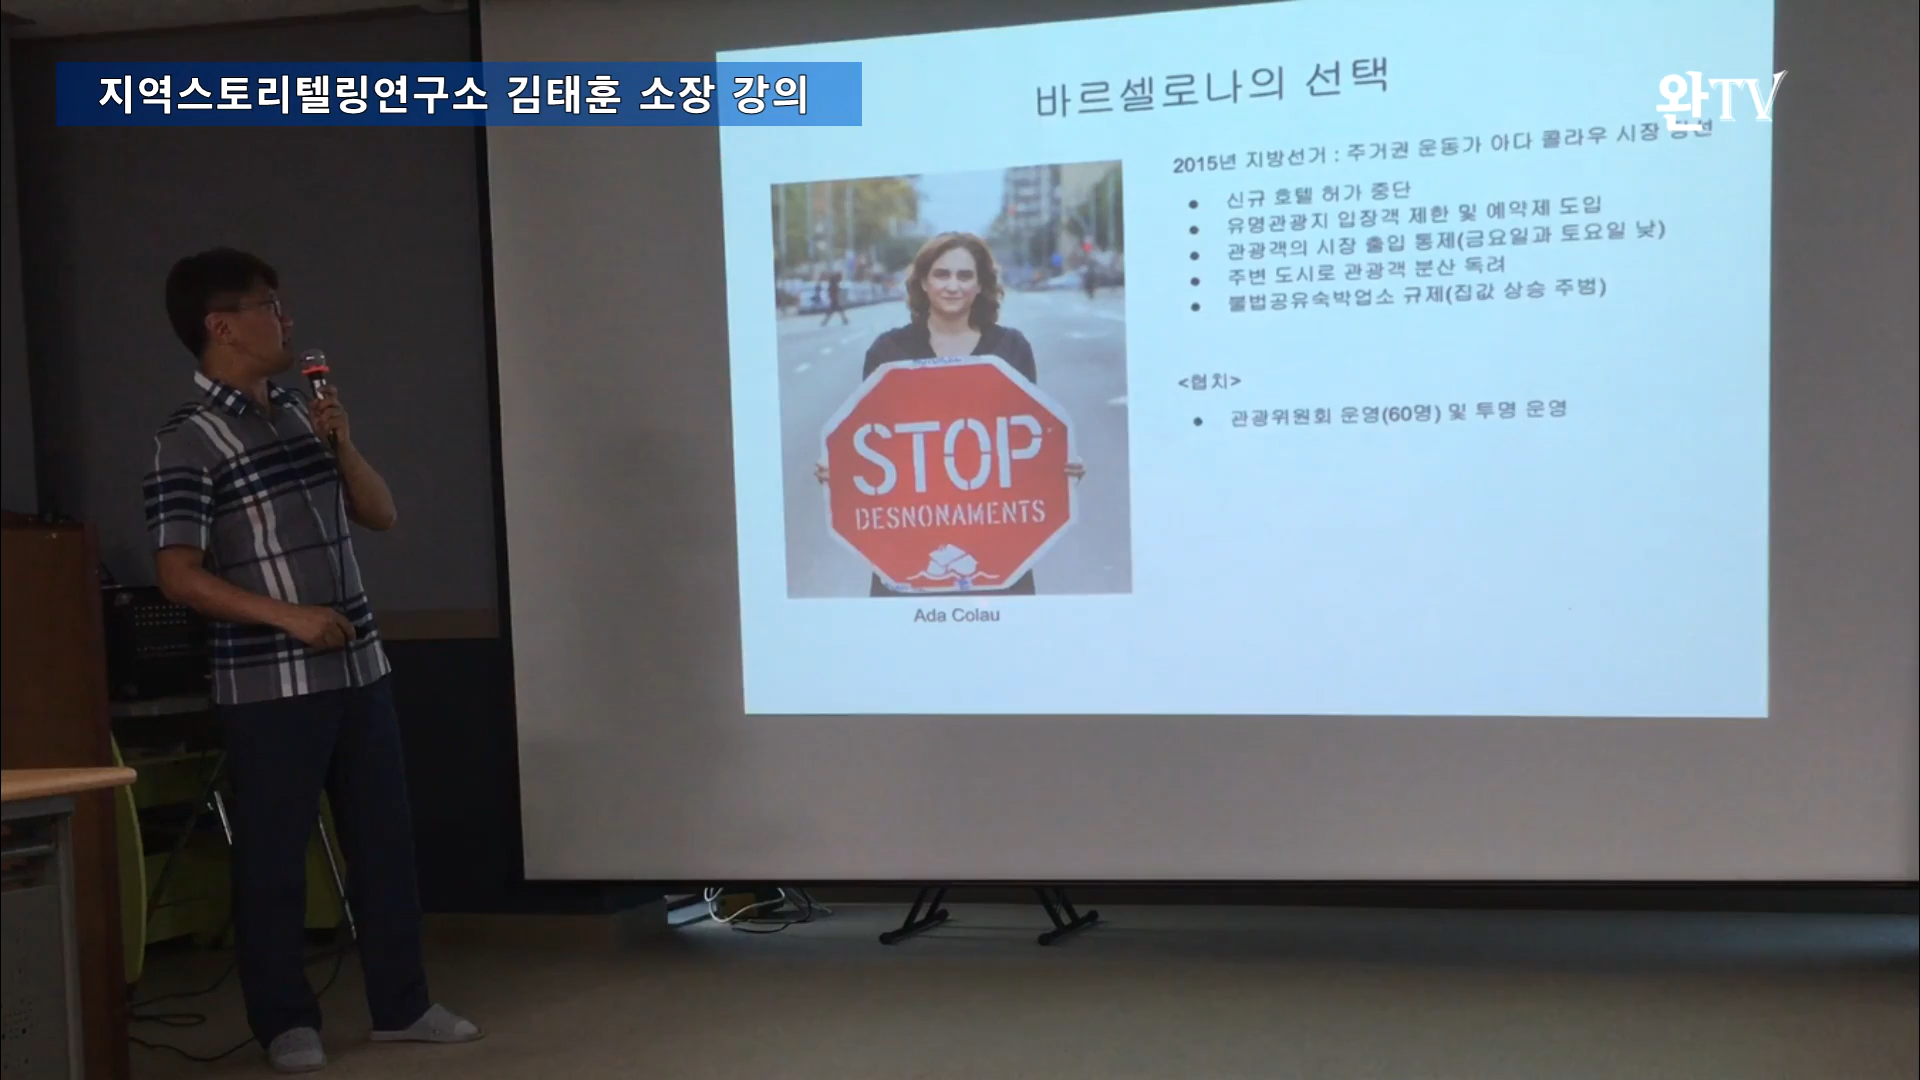 지역스토리텔링연구소 김태훈 소장 강의
완TV
바르셀로나의 선택
2015년 지방선거 : 주거권 운동가 아다 콜라우 시장 당선
● 신규 호텔 허가 중단
● 유명관광지 입장객 제한 및 예약제 도입
● 관광객의 시장 출입 통제(금요일과 토요일 낮)
● 주변 도시로 관광객 분산 독려
● 불법공유숙박업소 규제(집값 상승 주범)
<협치>
● 관광위원회 운영(60명) 및 투명 운영
STOP
DESNONAMENTS
Ada Colau